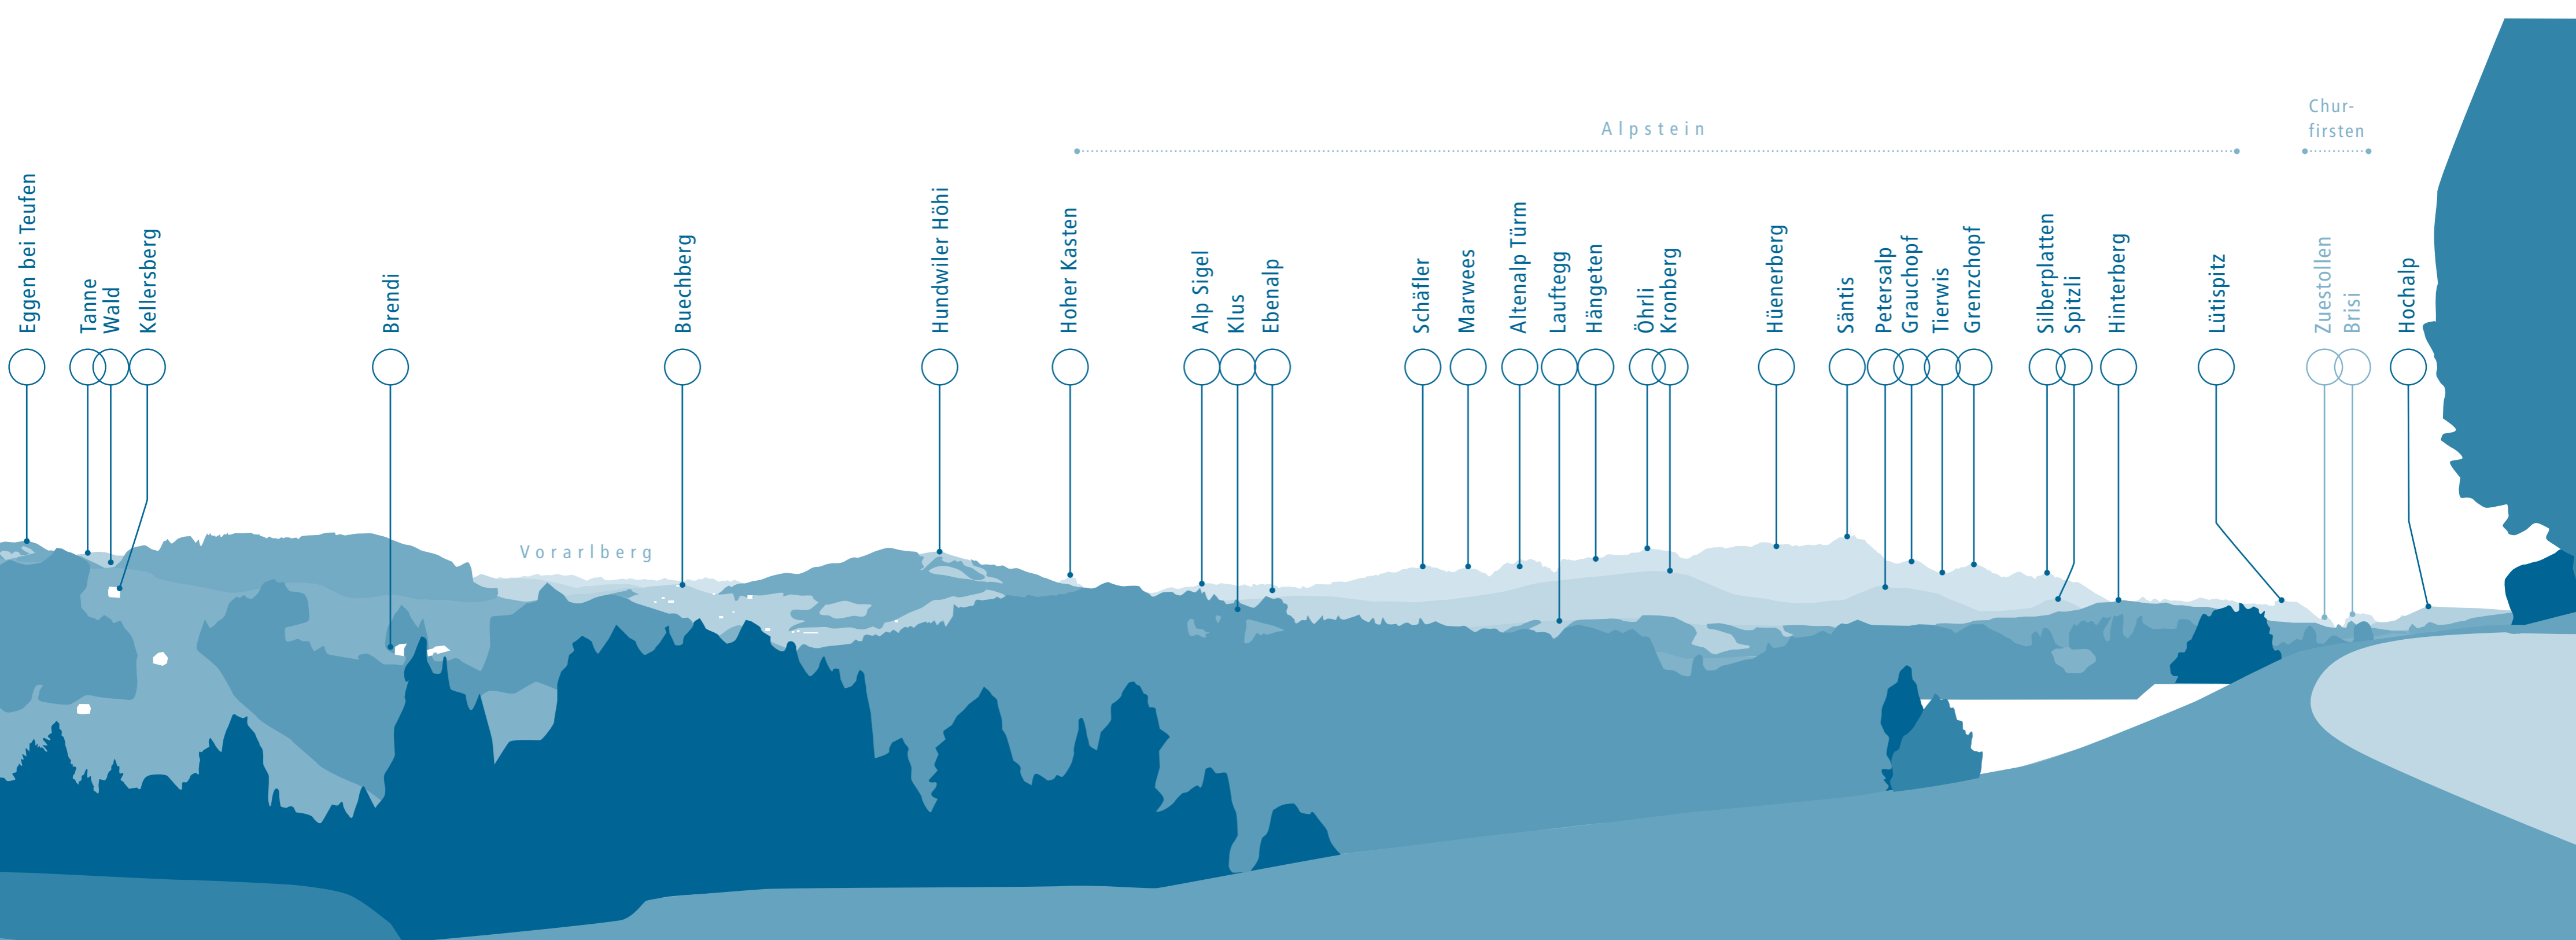 Chur-
firsten
Alpstein
Eggen bei Teufen
Tanne
Wald
Kellersberg
Brendi
Buechberg
Hundwiler Höhi
Hoher Kasten
Alp Sigel
Klus
Ebenalp
Schäfler
Marwees
Altenalp Türm
Lauftegg
Hängeten
Öhrli
Kronberg
Hüenerberg
Säntis
Petersalp
Grauchopf
Tierwis
Grenzchopf
Silberplatten
Spitzli
Hinterberg
Lütispitz
Zuestollen
Brisi
Hochalp
Vorarlberg